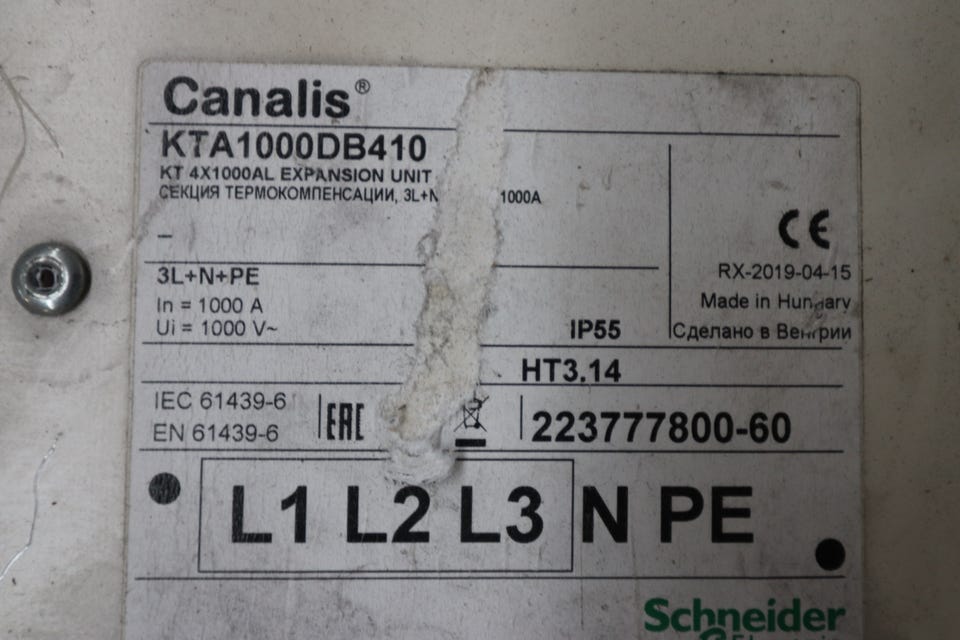 Canalis®
KTA1000DB410
KT 4X1000AL EXPANSION UNIT
СЕКЦИЯ ТЕРМОКОМПЕНСАЦИИ, 3L+N 1000A
–
3L+N+PE
In = 1000 A
Ui = 1000 V~
IP55
CE
RX-2019-04-15
Made in Hungary
Сделано в Венгрии
HT3.14
IEC 61439-6
EN 61439-6
EAC
223777800-60
L1 L2 L3 N PE
Schneider